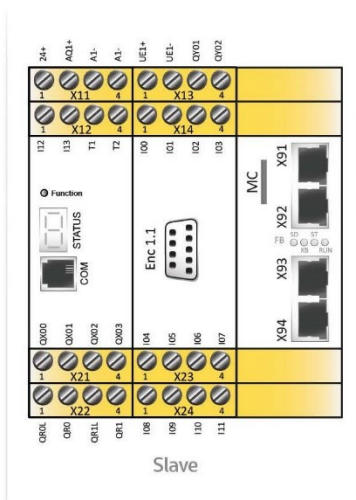 24+ AQ1+ A1- A1- UE1+ UE1- QY01 QY02
1 X11 4 1 X13 4
1 X12 4 1 X14 4
I12 I13 T1 T2 I00 I01 I02 I03
Function
STATUS
COM
Enc 1.1
MC
X91
X92
FB SD ST
XB RUN
X93
X94
QX00 QX01 QX02 QX03 I04 I05 I06 I07
1 X21 4 1 X23 4
1 X22 4 1 X24 4
QR0L QR0 QR1L QR1 I08 I09 I10 I11
Slave